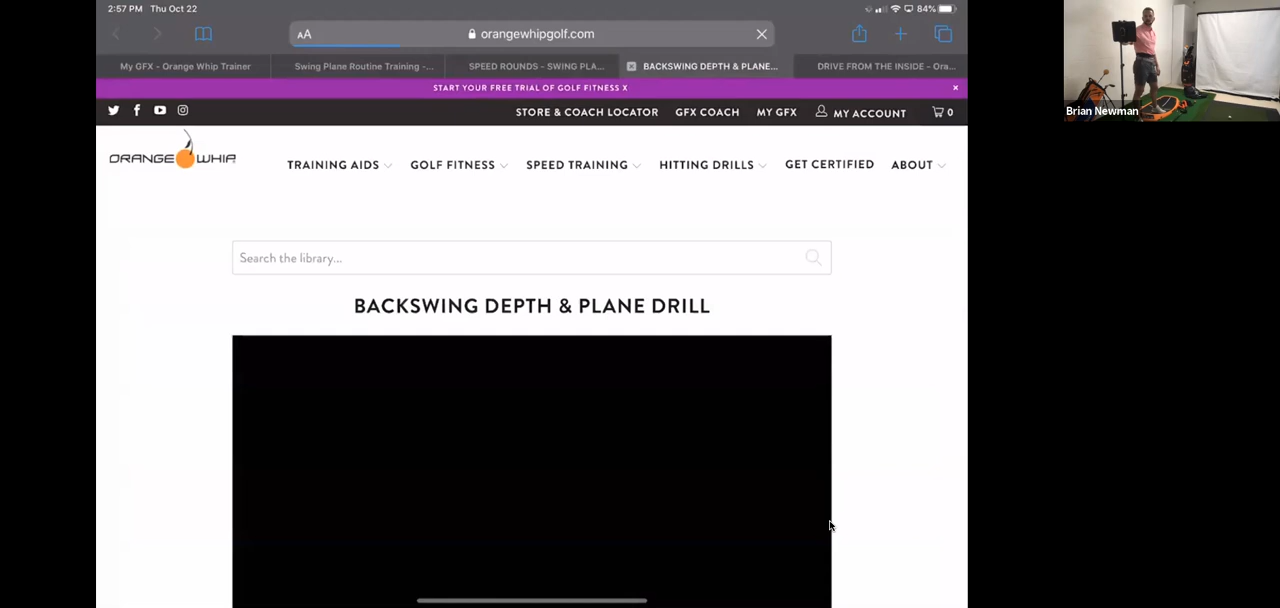 2:57 PM Thu Oct 22 84%
AA orangewhipgolf.com
My GFX - Orange Whip Trainer Swing Plane Routine Training -... SPEED ROUNDS - SWING PLA... BACKSWING DEPTH & PLANE... DRIVE FROM THE INSIDE - Ora...
START YOUR FREE TRIAL OF GOLF FITNESS X
STORE & COACH LOCATOR GFX COACH MY GFX MY ACCOUNT 0
ORANGE WHIP
TRAINING AIDS GOLF FITNESS SPEED TRAINING HITTING DRILLS GET CERTIFIED ABOUT
Search the library...
BACKSWING DEPTH & PLANE DRILL
Brian Newman